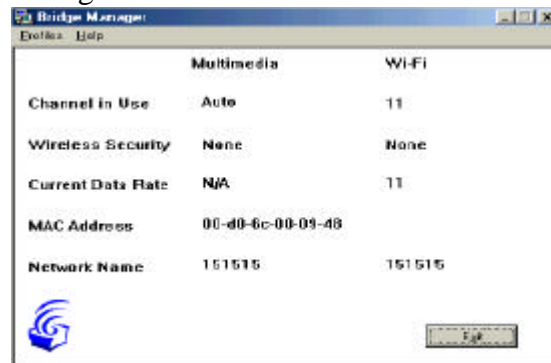 Bridge Manager
Profiles Help
Multimedia Wi-Fi
Channel in Use Auto 11
Wireless Security None None
Current Data Rate N/A 11
MAC Address 00-d0-6c-00-09-48
Network Name 151515 151515
Exit